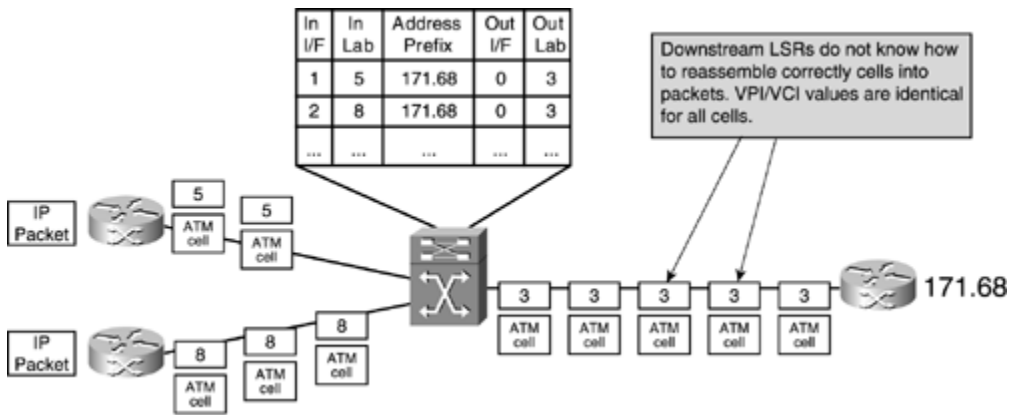 In In Address Out Out
I/F Lab Prefix I/F Lab
1 5 171.68 0 3
2 8 171.68 0 3
... ... ... ... ...
Downstream LSRs do not know how
to reassemble correctly cells into
packets. VPI/VCI values are identical
for all cells.
IP
Packet
5
ATM
cell
5
ATM
cell
3
ATM
cell
3
ATM
cell
3
ATM
cell
3
ATM
cell
3
ATM
cell
171.68
IP
Packet
8
ATM
cell
8
ATM
cell
8
ATM
cell